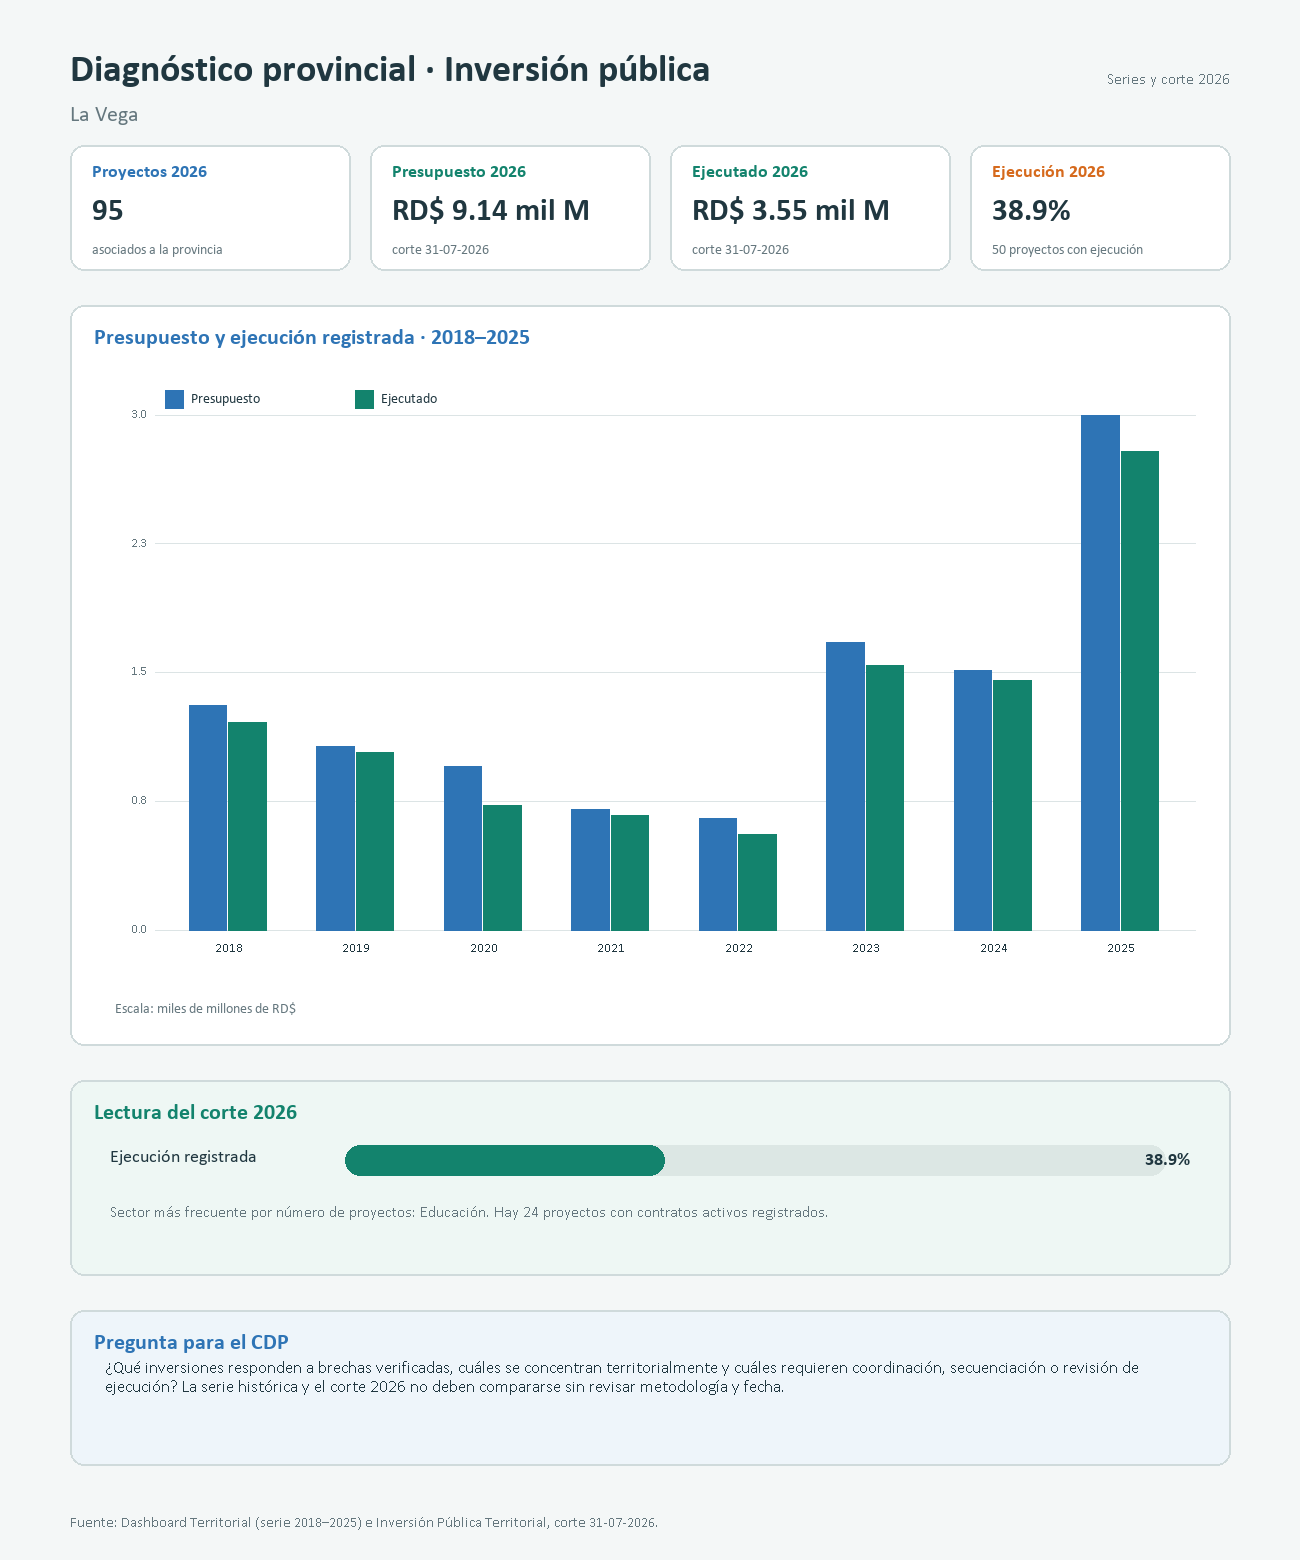 Diagnóstico provincial · Inversión pública
Series y corte 2026
La Vega
Proyectos 2026
95
asociados a la provincia
Presupuesto 2026
RD$ 9.14 mil M
corte 31-07-2026
Ejecutado 2026
RD$ 3.55 mil M
corte 31-07-2026
Ejecución 2026
38.9%
50 proyectos con ejecución
Presupuesto y ejecución registrada · 2018–2025
Presupuesto
Ejecutado
3.0
2.3
1.5
0.8
0.0
2018
2019
2020
2021
2022
2023
2024
2025
Escala: miles de millones de RD$
Lectura del corte 2026
Ejecución registrada
38.9%
Sector más frecuente por número de proyectos: Educación. Hay 24 proyectos con contratos activos registrados.
Pregunta para el CDP
¿Qué inversiones responden a brechas verificadas, cuáles se concentran territorialmente y cuáles requieren coordinación, secuenciación o revisión de
ejecución? La serie histórica y el corte 2026 no deben compararse sin revisar metodología y fecha.
Fuente: Dashboard Territorial (serie 2018–2025) e Inversión Pública Territorial, corte 31-07-2026.